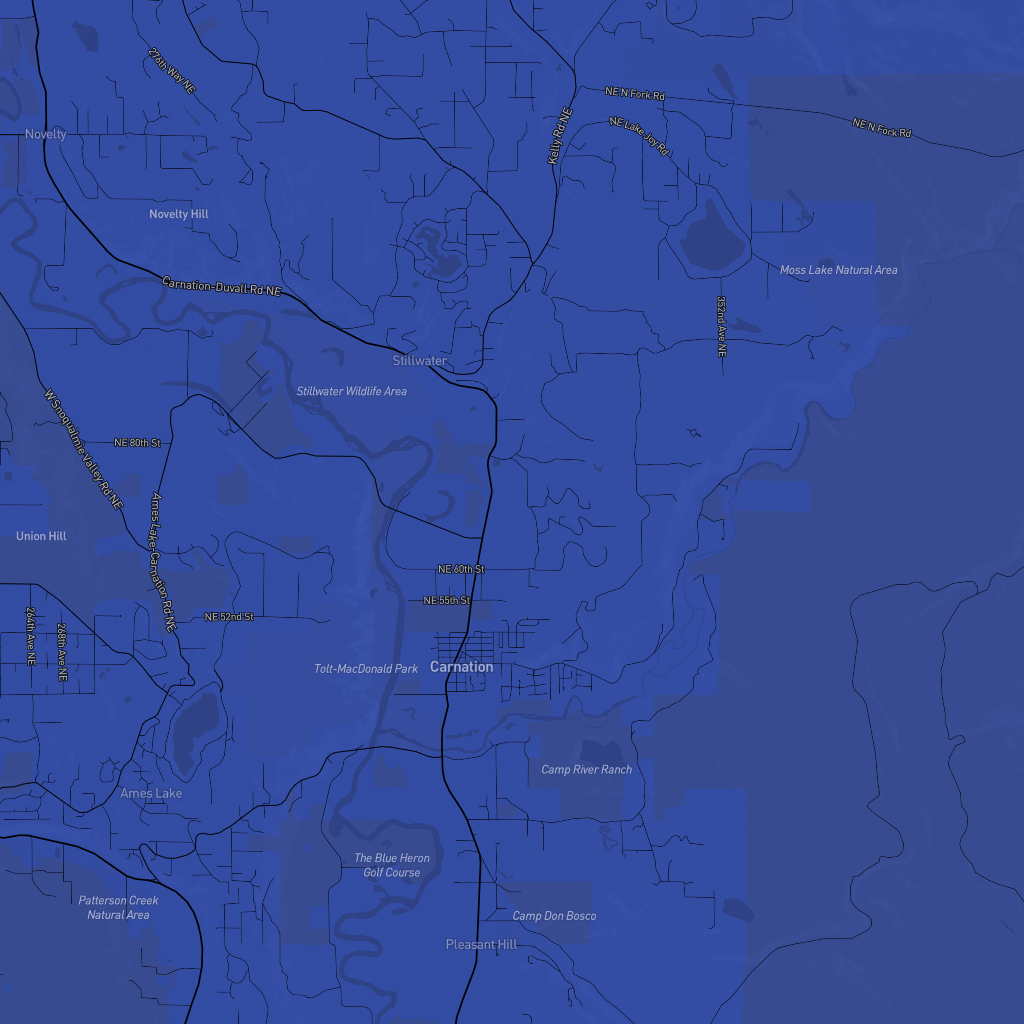 276th Way NE
NE N Fork Rd
NE N Fork Rd
NE Lake Joy Rd
Kelly Rd NE
Novelty
Novelty Hill
Moss Lake Natural Area
Carnation-Duvall Rd NE
352nd Ave NE
Stillwater
Stillwater Wildlife Area
W Snoqualmie Valley Rd NE
NE 80th St
Ames Lake-Carnation Rd NE
Union Hill
NE 60th St
NE 55th St
NE 52nd St
264th Ave NE
268th Ave NE
Tolt-MacDonald Park
Carnation
Camp River Ranch
Ames Lake
The Blue Heron
Golf Course
Patterson Creek
Natural Area
Camp Don Bosco
Pleasant Hill